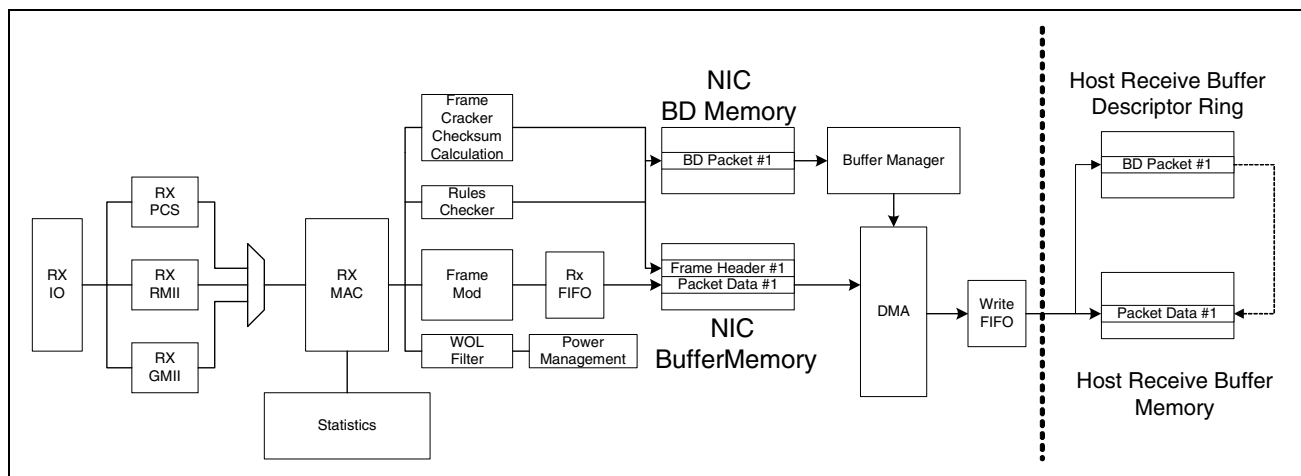 RX
IO
RX
PCS
RX
RMII
RX
GMII
RX
MAC
Statistics
Frame
Cracker
Checksum
Calculation
Rules
Checker
Frame
Mod
Rx
FIFO
WOL
Filter
Power
Management
NIC
BD Memory
BD Packet #1
Buffer Manager
Frame Header #1
Packet Data #1
NIC
BufferMemory
DMA
Write
FIFO
Host Receive Buffer
Descriptor Ring
BD Packet #1
Packet Data #1
Host Receive Buffer
Memory